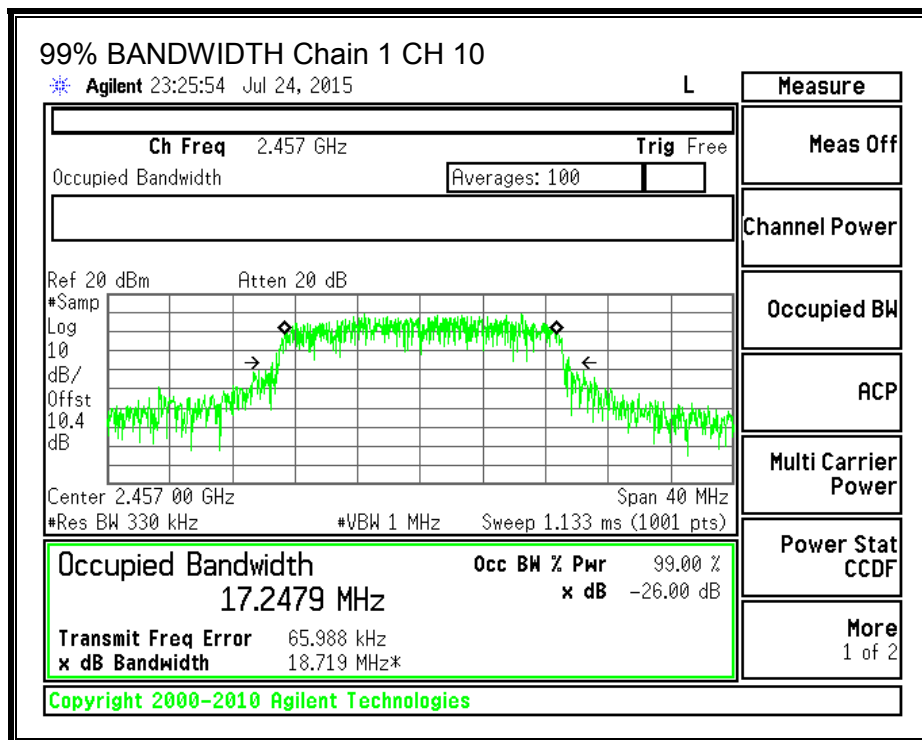 99% BANDWIDTH Chain 1 CH 10
Agilent 23:25:54 Jul 24, 2015 L
Measure
Ch Freq 2.457 GHz Trig Free
Meas Off
Occupied Bandwidth Averages: 100
Channel Power
Ref 20 dBm Atten 20 dB
#Samp
Log
10
dB/
Offst
10.4
dB
Occupied BW
ACP
Multi Carrier
Power
Center 2.457 00 GHz Span 40 MHz
#Res BW 330 kHz #VBW 1 MHz Sweep 1.133 ms (1001 pts)
Power Stat
CCDF
Occupied Bandwidth Occ BW % Pwr 99.00 %
17.2479 MHz x dB -26.00 dB
Transmit Freq Error 65.988 kHz
x dB Bandwidth 18.719 MHz*
More
1 of 2
Copyright 2000-2010 Agilent Technologies